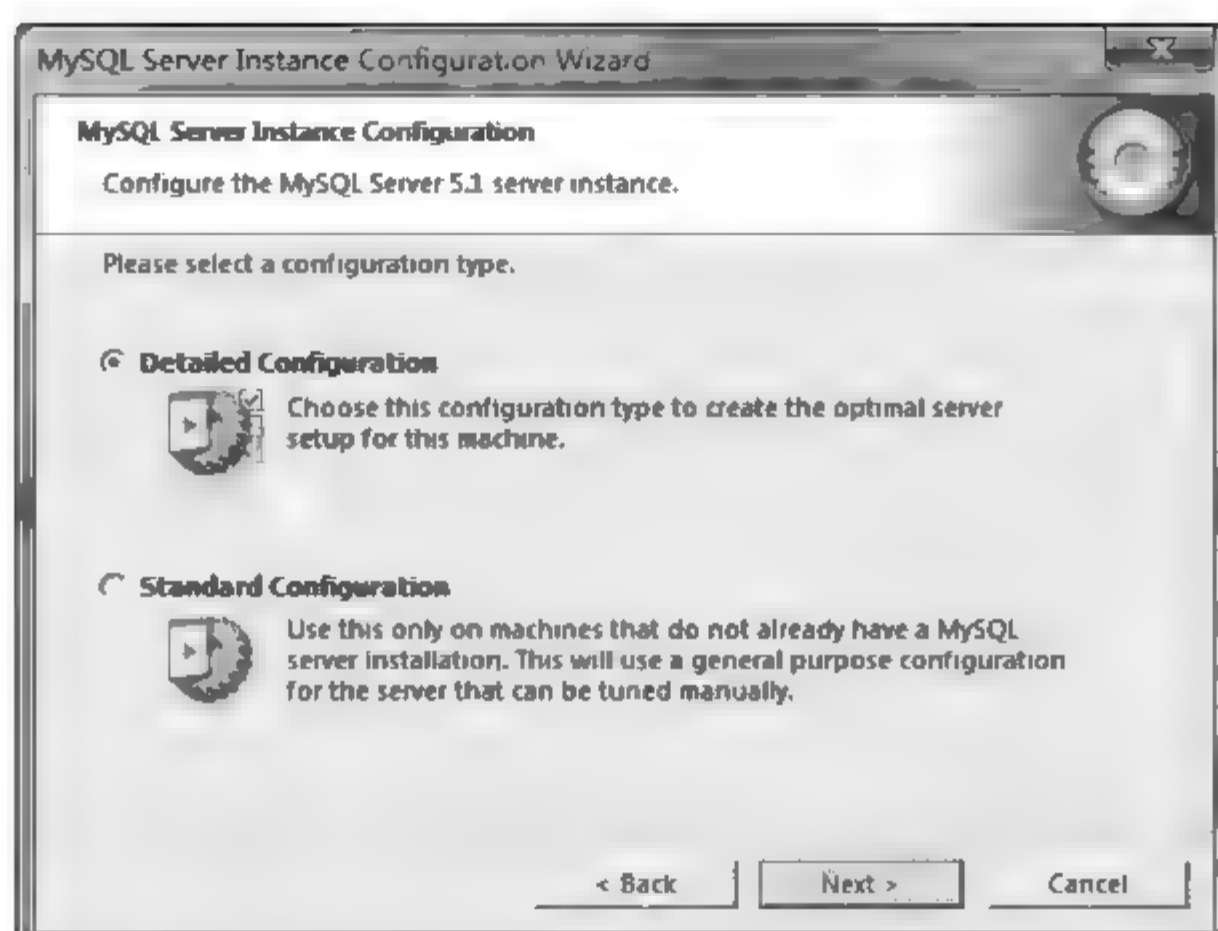 MySQL Server Instance Configuration Wizard
MySQL Server Instance Configuration
Configure the MySQL Server 5.1 server instance.
Please select a configuration type.
Detailed Configuration
Choose this configuration type to create the optimal server
setup for this machine.
Standard Configuration
Use this only on machines that do not already have a MySQL
server installation. This will use a general purpose configuration
for the server that can be tuned manually.
< Back
Next >
Cancel